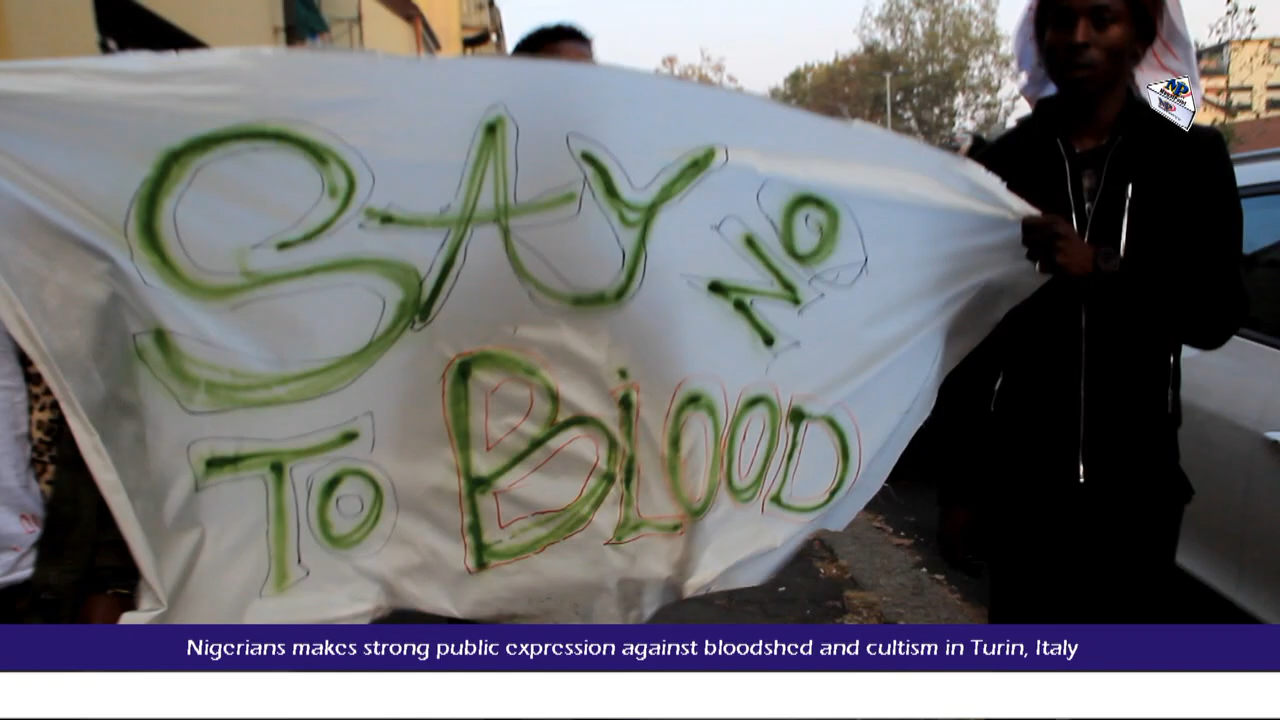 SAY NO
TO BLOOD
Nigerians makes strong public expression against bloodshed and cultism in Turin, Italy